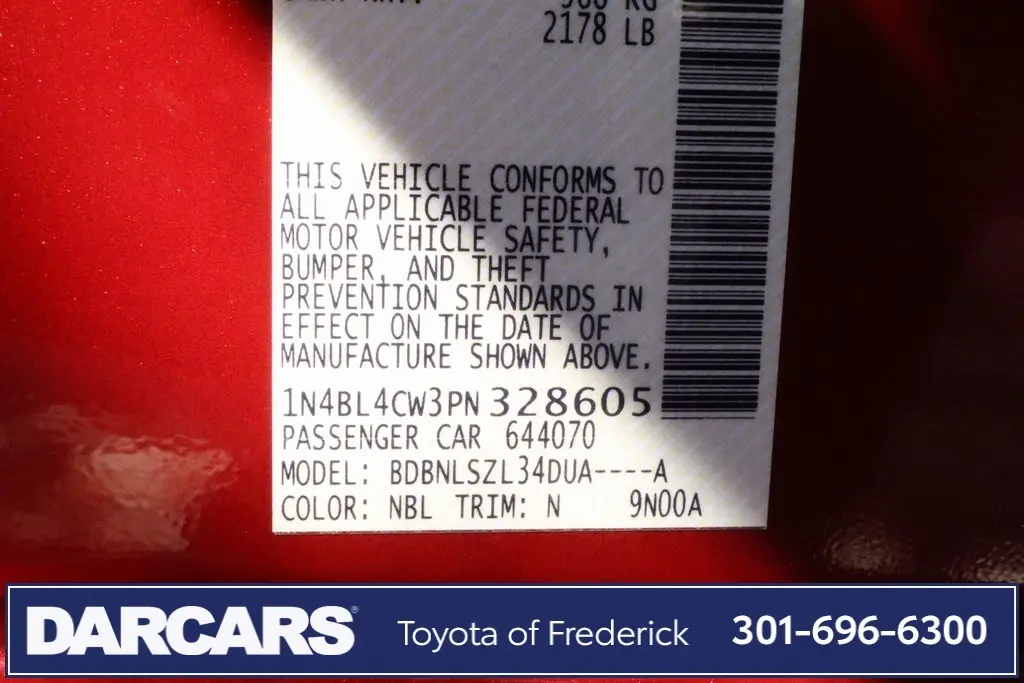 2178 LB
THIS VEHICLE CONFORMS TO
ALL APPLICABLE FEDERAL
MOTOR VEHICLE SAFETY,
BUMPER, AND THEFT
PREVENTION STANDARDS IN
EFFECT ON THE DATE OF
MANUFACTURE SHOWN ABOVE.
1N4BL4CW3PN 328605
PASSENGER CAR 644070
MODEL: BDBNLSZL34DUA----A
COLOR: NBL TRIM: N 9N00A
DARCARS® Toyota of Frederick 301-696-6300